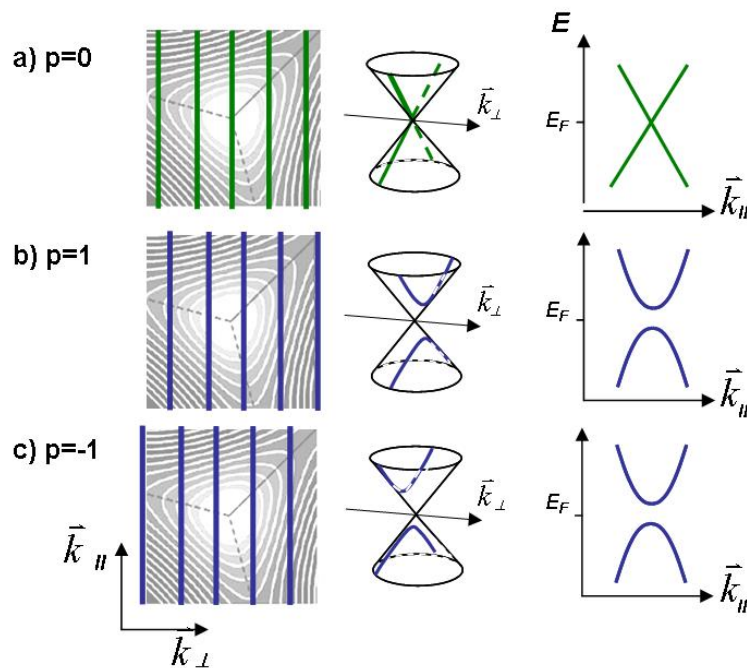 a) p=0
k⃗⊥
E
E_F
k⃗_//
b) p=1
k⃗⊥
E_F
k⃗_//
c) p=-1
k⃗⊥
E_F
k⃗_//
k⃗_//
k⃗⊥